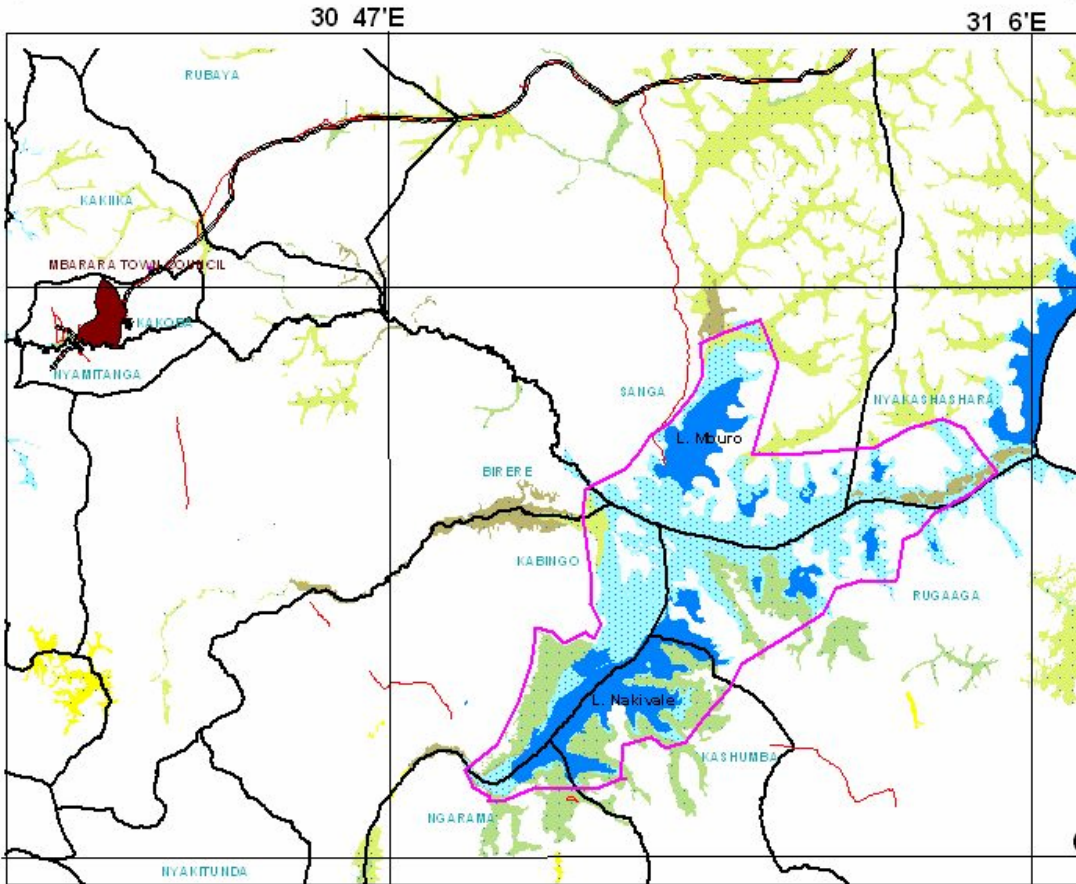 30 47'E
31 6'E
RUBAYA
KAKIIKA
MBARARA TOWN COUNCIL
KAKOBA
NYAMITANGA
SANGA
NYAKASHASHARA
L. Mburo
BIRERE
KABINGO
RUGAAGA
L. Nakivale
KASHUMBA
NGARAMA
NYAKITUNDA